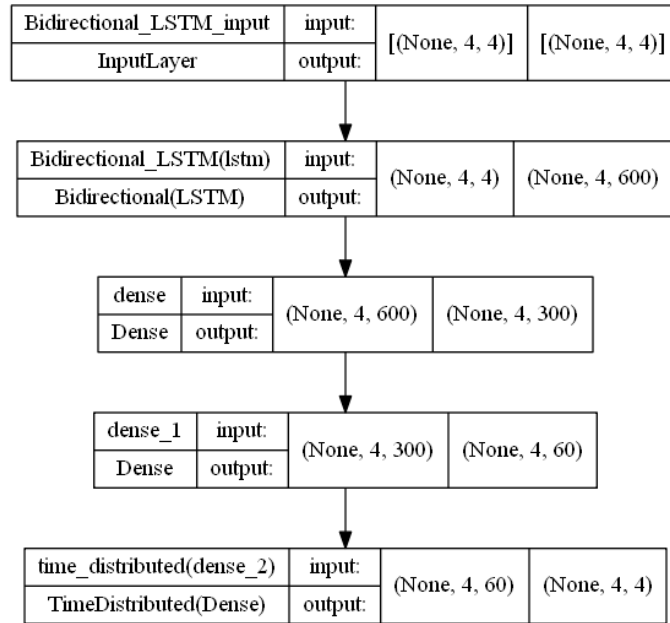 Bidirectional_LSTM_input input: [(None, 4, 4)] [(None, 4, 4)]
InputLayer output:
Bidirectional_LSTM(lstm) input: (None, 4, 4) (None, 4, 600)
Bidirectional(LSTM) output:
dense input: (None, 4, 600) (None, 4, 300)
Dense output:
dense_1 input: (None, 4, 300) (None, 4, 60)
Dense output:
time_distributed(dense_2) input: (None, 4, 60) (None, 4, 4)
TimeDistributed(Dense) output: